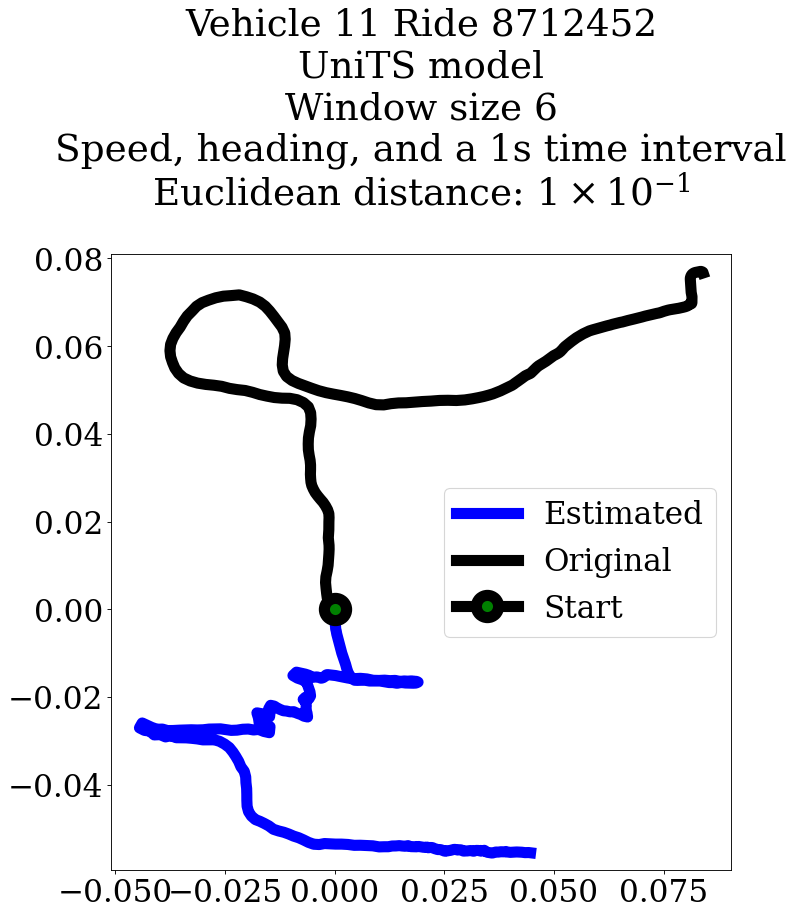 Vehicle 11 Ride 8712452
UniTS model
Window size 6
Speed, heading, and a 1s time interval
Euclidean distance: 1 × 10⁻¹
0.08
0.06
0.04
0.02
0.00
−0.02
−0.04
Estimated
Original
Start
−0.050 −0.025 0.000 0.025 0.050 0.075